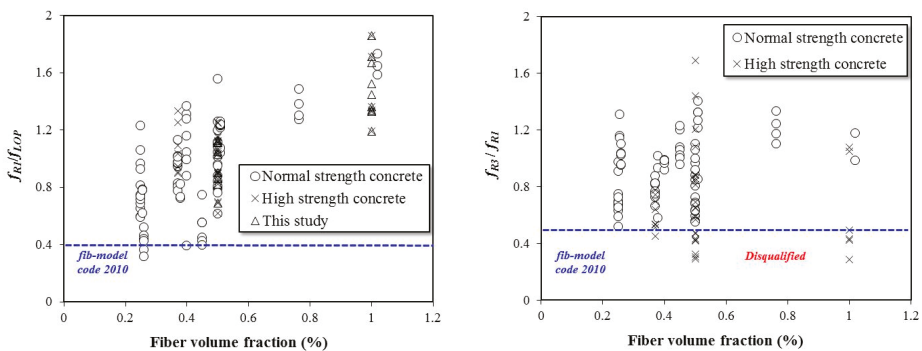 2
1.6
1.2
0.8
0.4
0
0 0.2 0.4 0.6 0.8 1 1.2
fR1/fLOP
Fiber volume fraction (%)
Normal strength concrete
High strength concrete
This study
fib-model
code 2010
2
1.6
1.2
0.8
0.4
0
0 0.2 0.4 0.6 0.8 1 1.2
fR3/fR1
Fiber volume fraction (%)
Normal strength concrete
High strength concrete
fib-model
code 2010
Disqualified